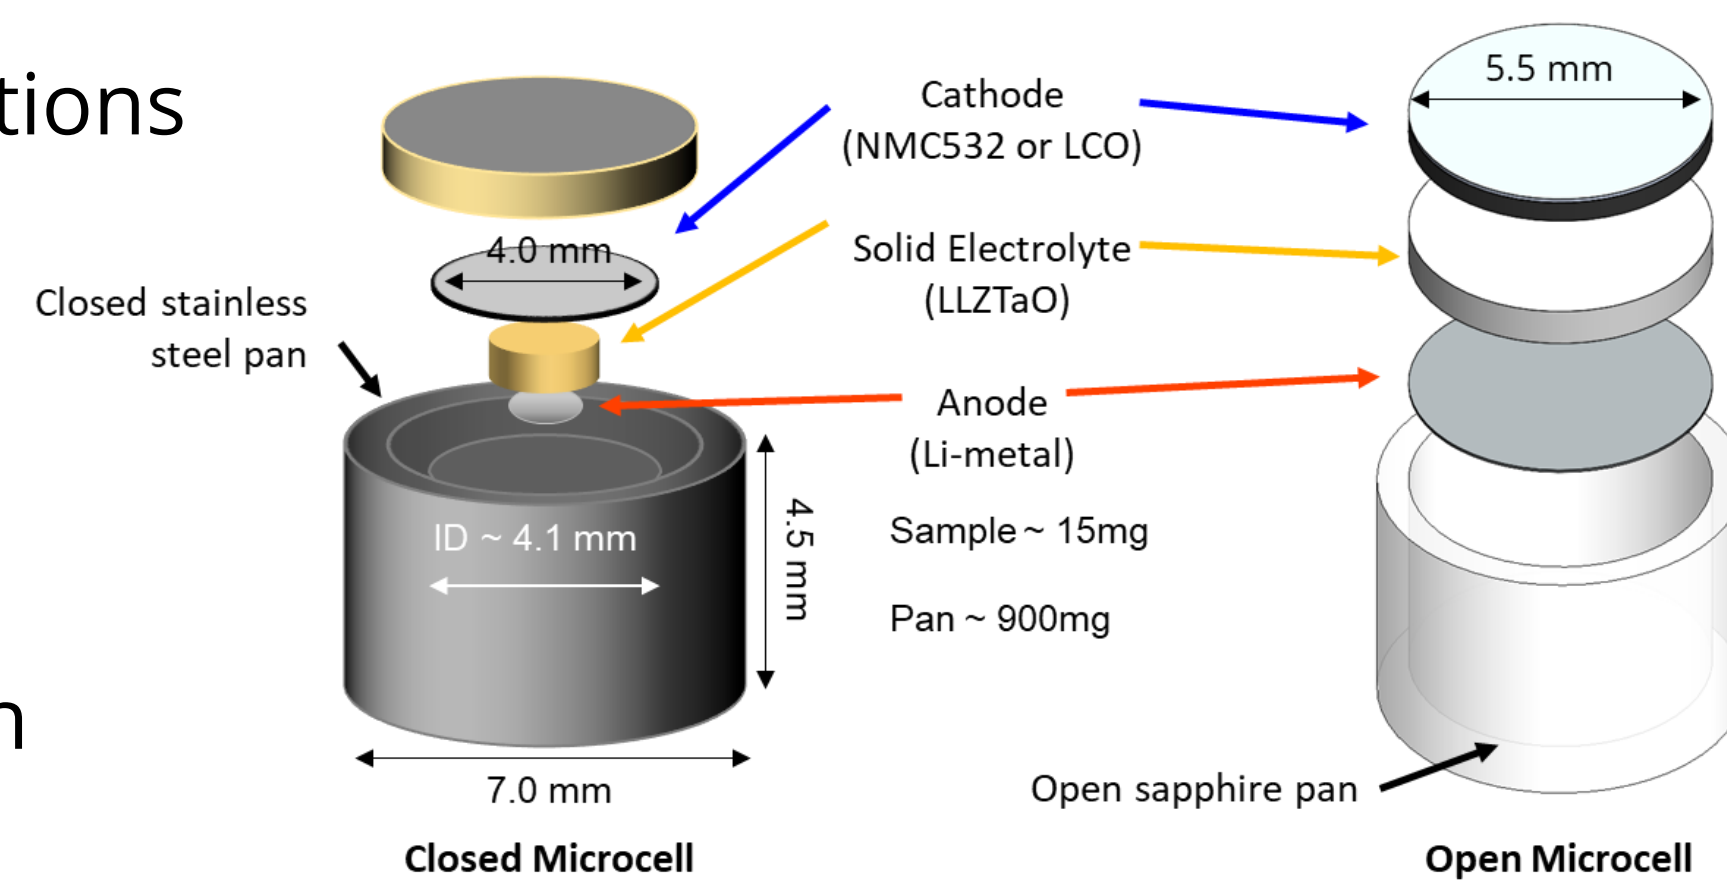 tions
Cathode
(NMC532 or LCO)
5.5 mm
4.0 mm
Solid Electrolyte
(LLZTaO)
Closed stainless
steel pan
Anode
(Li-metal)
ID ~ 4.1 mm
4.5 mm
Sample ~ 15mg
Pan ~ 900mg
n
7.0 mm
Open sapphire pan
Closed Microcell
Open Microcell